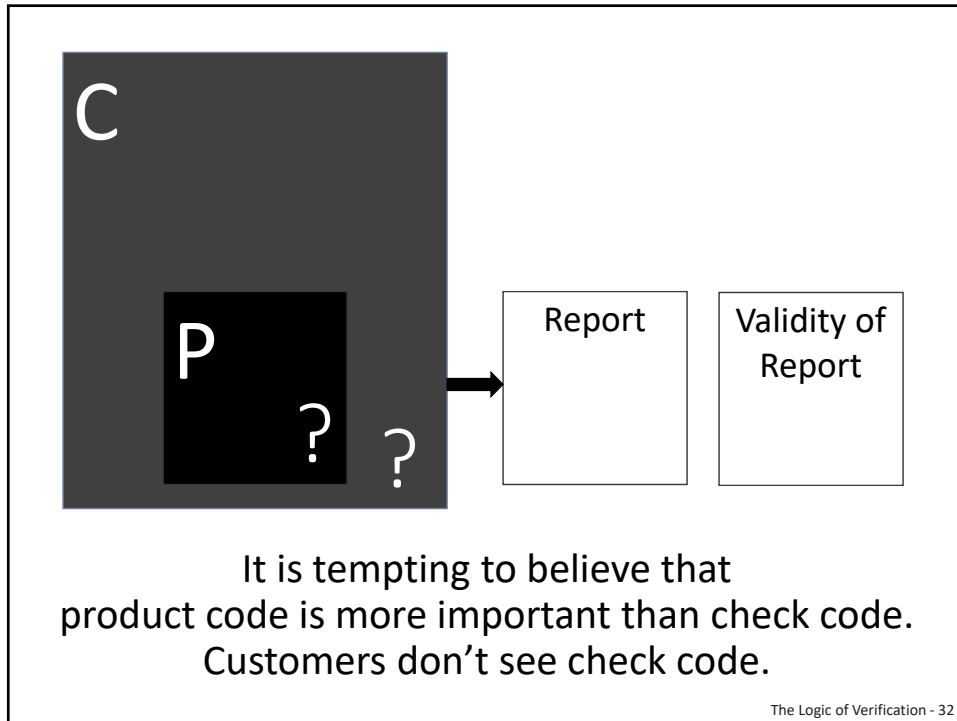 C
P
?
?
Report
Validity of
Report
It is tempting to believe that
product code is more important than check code.
Customers don’t see check code.
The Logic of Verification - 32